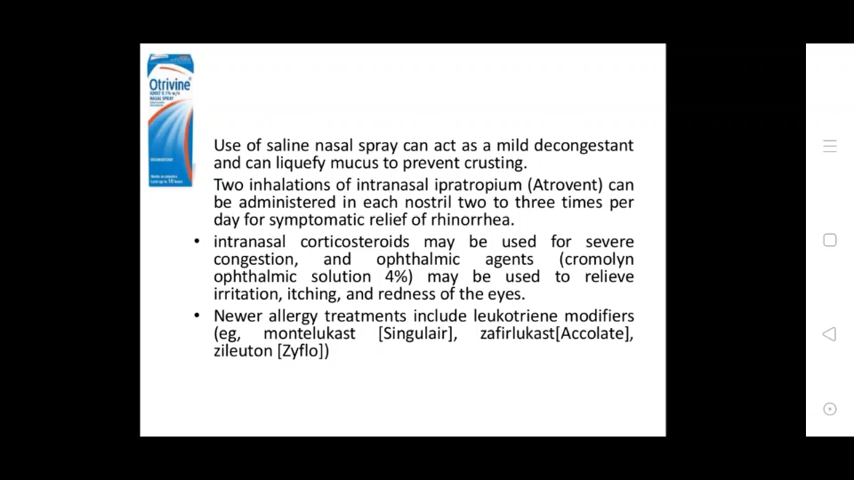 Otrivine
NASAL SPRAY
Use of saline nasal spray can act as a mild decongestant
and can liquefy mucus to prevent crusting.
Two inhalations of intranasal ipratropium (Atrovent) can
be administered in each nostril two to three times per
day for symptomatic relief of rhinorrhea.
• intranasal corticosteroids may be used for severe
congestion, and ophthalmic agents (cromolyn
ophthalmic solution 4%) may be used to relieve
irritation, itching, and redness of the eyes.
• Newer allergy treatments include leukotriene modifiers
(eg, montelukast [Singulair], zafirlukast[Accolate],
zileuton [Zyflo])